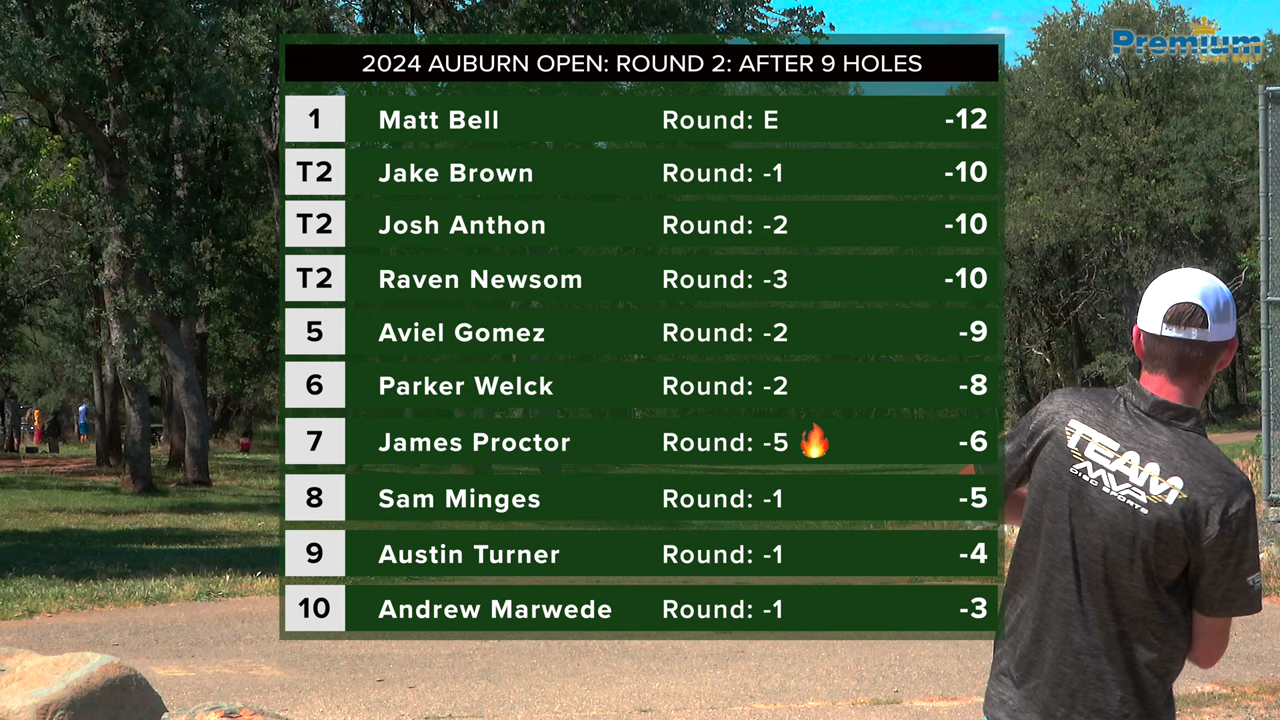 Premium
2024 AUBURN OPEN: ROUND 2: AFTER 9 HOLES
1 Matt Bell Round: E -12
T2 Jake Brown Round: -1 -10
T2 Josh Anthon Round: -2 -10
T2 Raven Newsom Round: -3 -10
5 Aviel Gomez Round: -2 -9
6 Parker Welck Round: -2 -8
7 James Proctor Round: -5 🔥 -6
8 Sam Minges Round: -1 -5
9 Austin Turner Round: -1 -4
10 Andrew Marwede Round: -1 -3
TEAM
MVP
DISC SPORTS